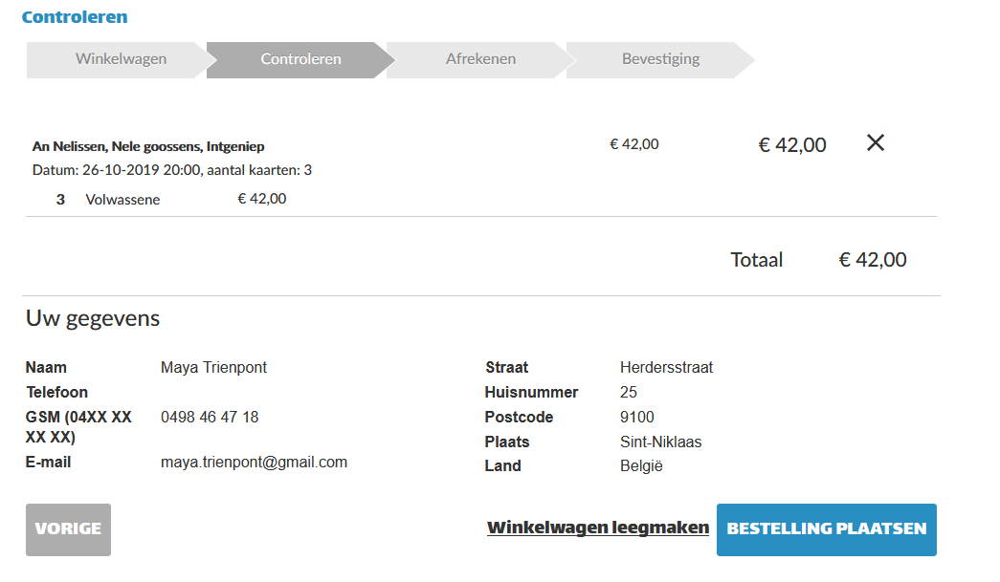 Controleren
Winkelwagen Controleren Afrekenen Bevestiging
An Nelissen, Nele goossens, Intgeniep € 42,00 € 42,00 ✕
Datum: 26-10-2019 20:00, aantal kaarten: 3
3 Volwassene € 42,00
Totaal € 42,00
Uw gegevens
Naam Maya Trienpont
Telefoon
GSM (04XX XX
XX XX) 0498 46 47 18
E-mail maya.trienpont@gmail.com
Straat Herdersstraat
Huisnummer 25
Postcode 9100
Plaats Sint-Niklaas
Land België
VORIGE Winkelwagen leegmaken BESTELLING PLAATSEN